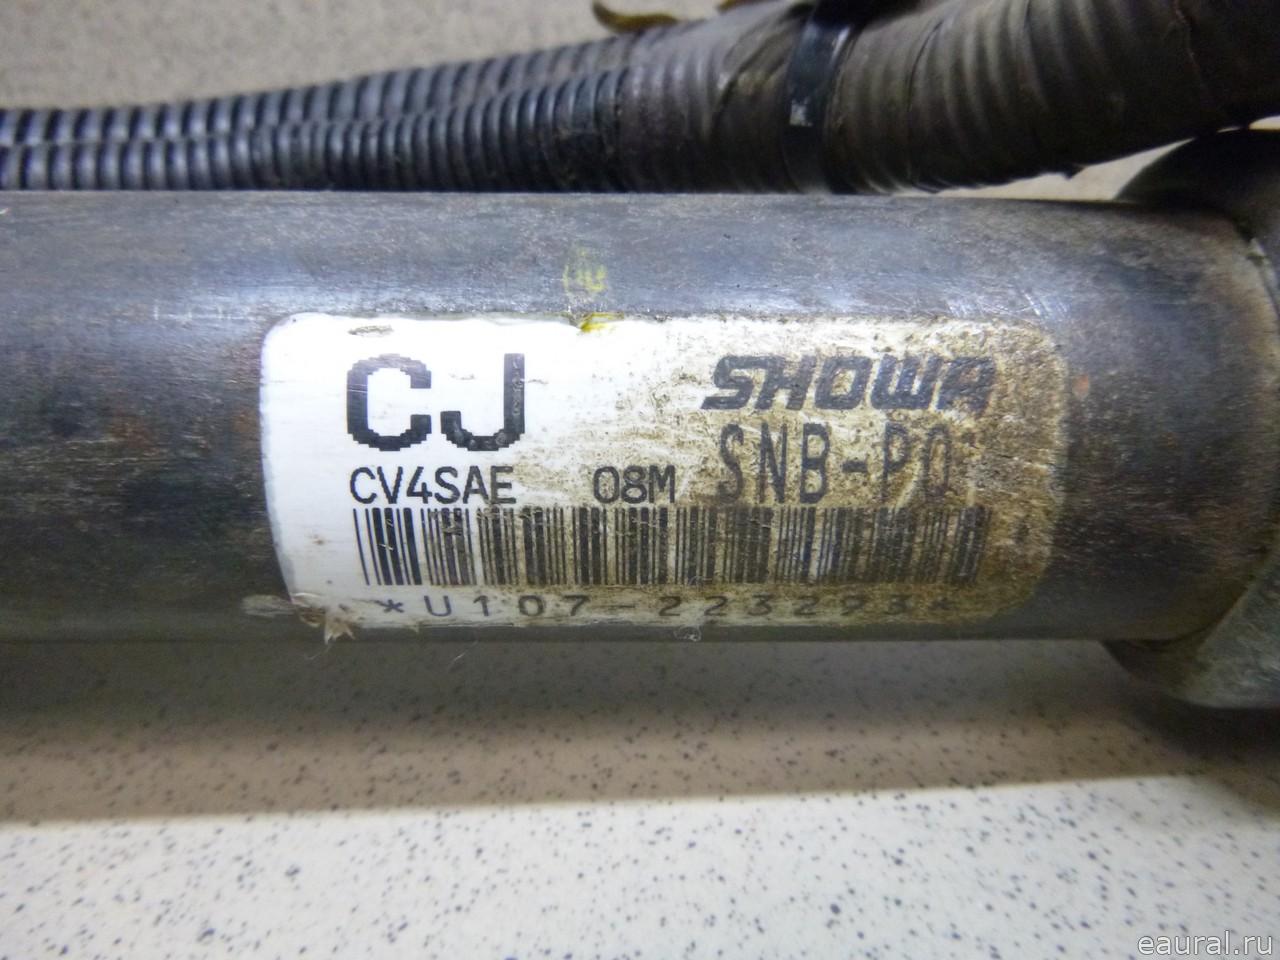 CJ SHOWA
CV4SAE 08M SNB-P0
*U107-223293*
eaural.ru